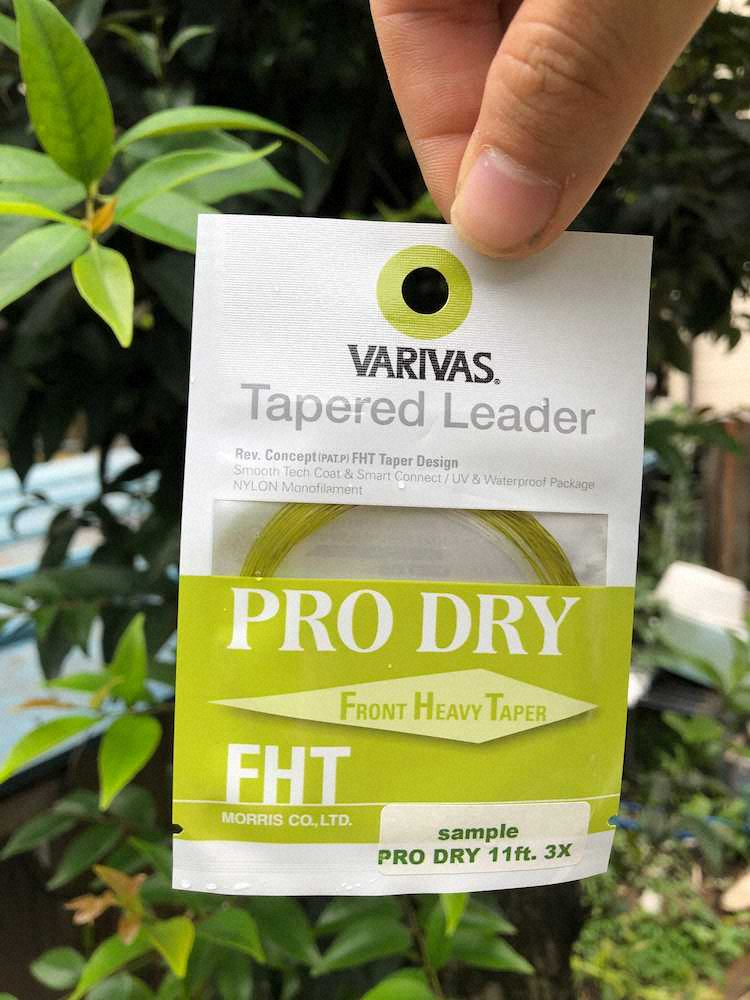 VARIVAS®
Tapered Leader
Rev. Concept (PAT.P) FHT Taper Design
Smooth Tech Coat & Smart Connect / UV & Waterproof Package
NYLON Monofilament
PRO DRY
FRONT HEAVY TAPER
FHT
MORRIS CO., LTD.
sample
PRO DRY 11ft. 3X